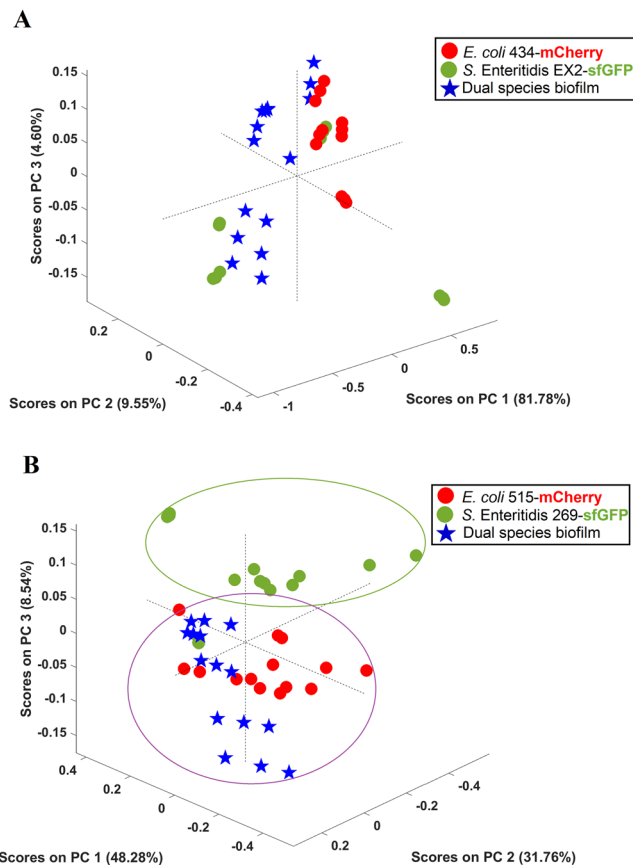 A
E. coli 434-mCherry
S. Enteritidis EX2-sfGFP
Dual species biofilm
0.15
0.1
0.05
0
-0.05
-0.1
-0.15
Scores on PC 3 (4.60%)
0.2
0
-0.2
-0.4
Scores on PC 2 (9.55%)
-1
-0.5
0
0.5
Scores on PC 1 (81.78%)
B
E. coli 515-mCherry
S. Enteritidis 269-sfGFP
Dual species biofilm
0.15
0.1
0.05
0
-0.05
-0.1
-0.15
Scores on PC 3 (8.54%)
0.4
0.2
0
-0.2
-0.4
Scores on PC 1 (48.28%)
0.2
0
-0.2
-0.4
Scores on PC 2 (31.76%)